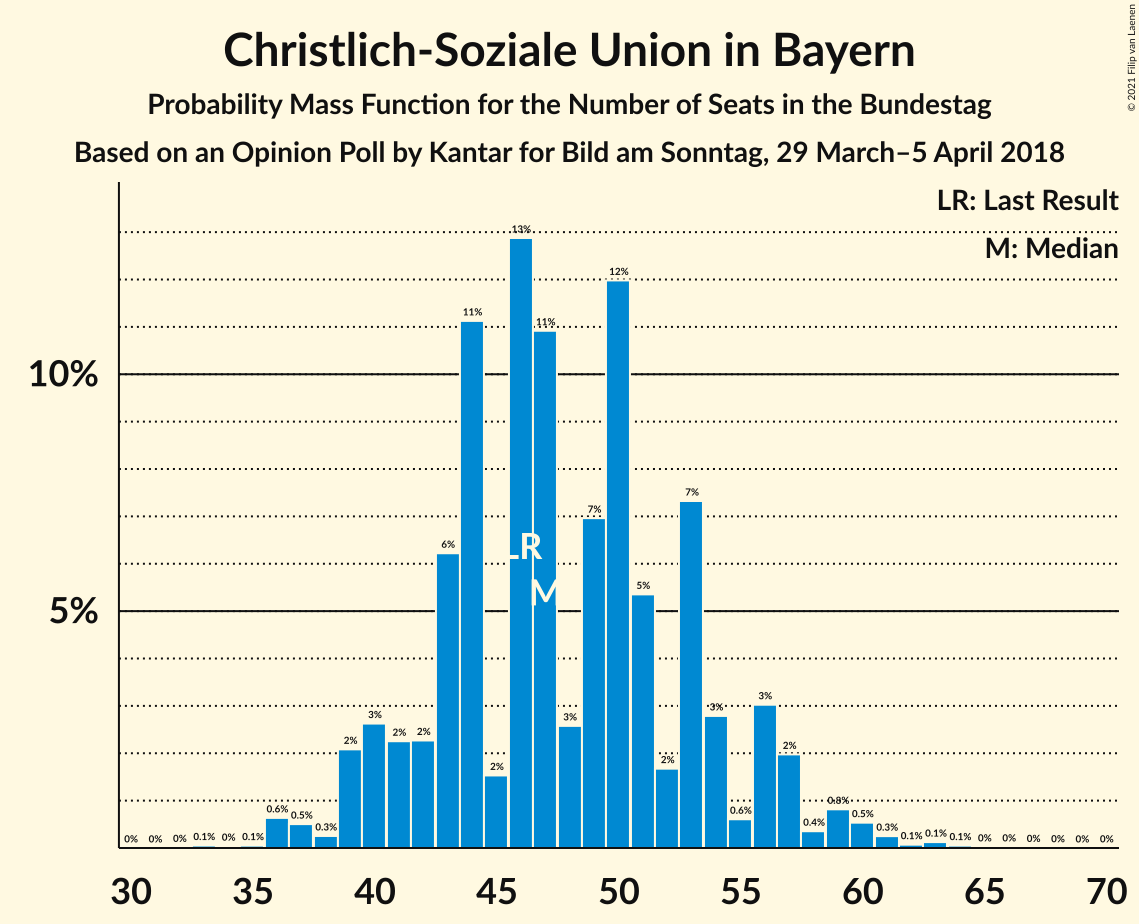 Christlich-Soziale Union in Bayern
Probability Mass Function for the Number of Seats in the Bundestag
Based on an Opinion Poll by Kantar for Bild am Sonntag, 29 March–5 April 2018
© 2021 Filip van Laenen
LR: Last Result
M: Median
10%
5%
0% 0% 0% 0.1% 0% 0.1% 0.6% 0.5% 0.3% 2% 3% 2% 2% 6% 11% 2% 13% 11% 3% 7% 12% 5% 2% 7% 3% 0.6% 3% 2% 0.4% 0.8% 0.5% 0.3% 0.1% 0.1% 0.1% 0% 0% 0% 0% 0% 0%
LR
M
30 35 40 45 50 55 60 65 70